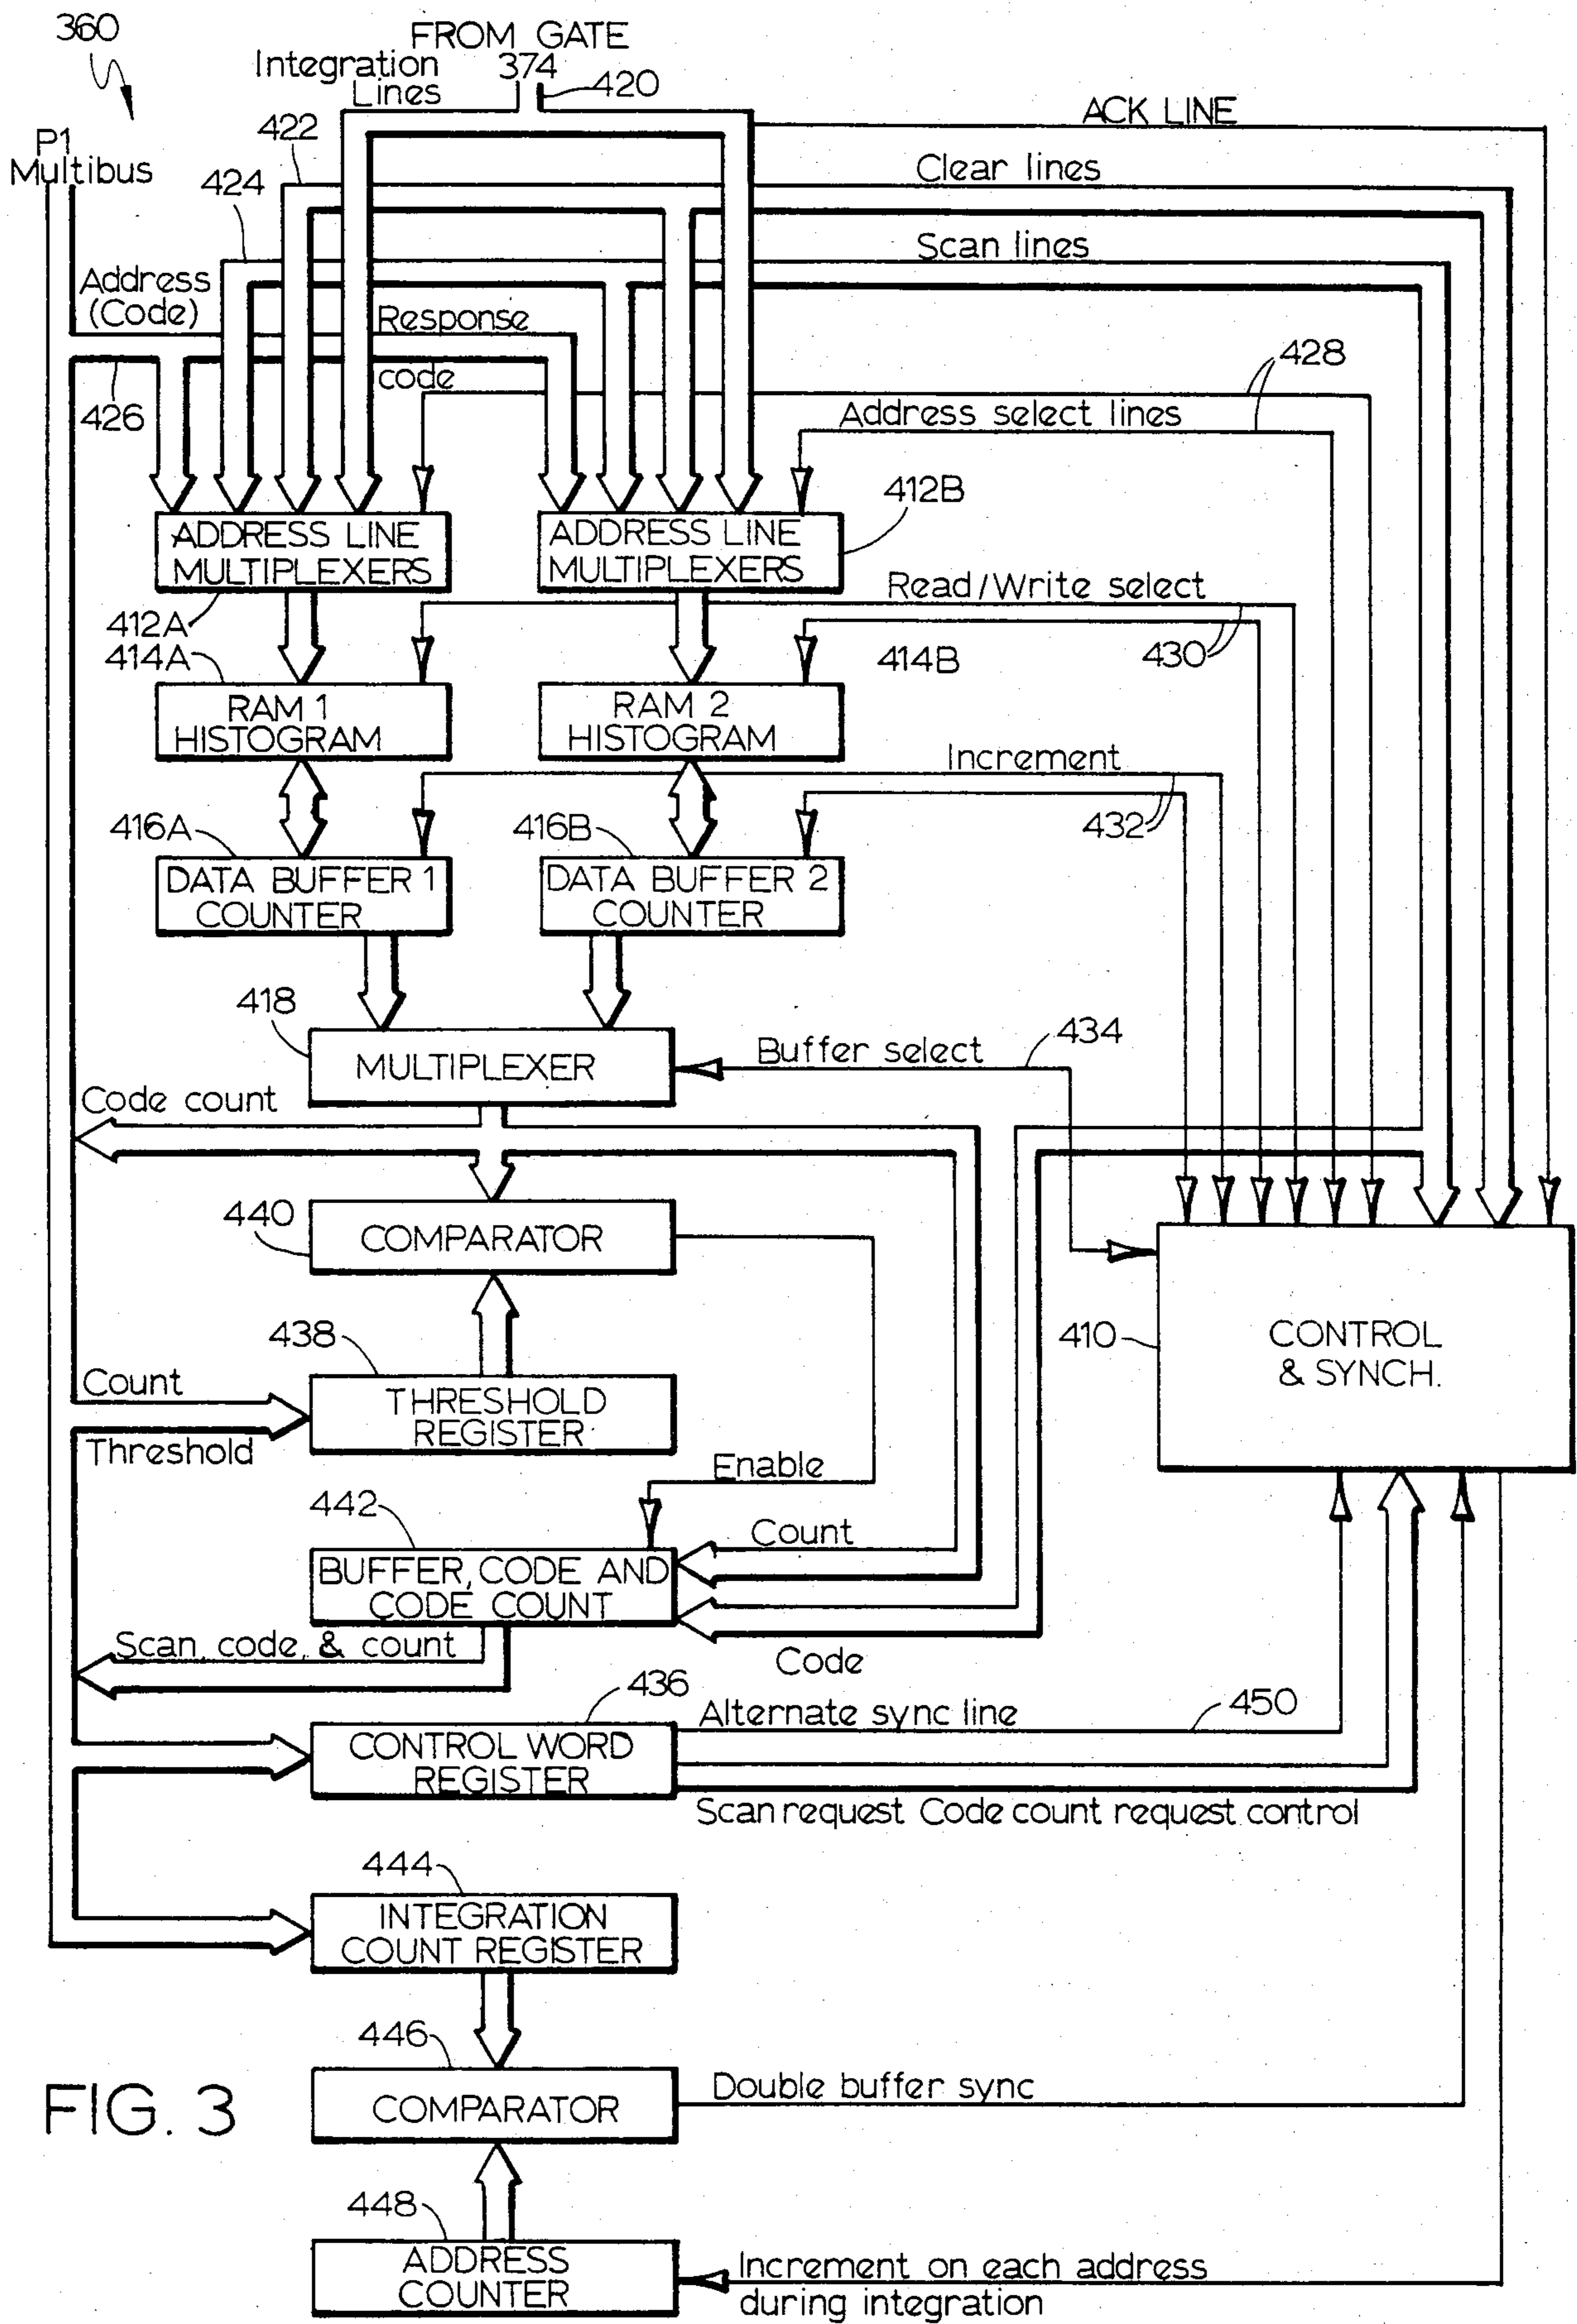 360
FROM GATE
374
Integration
Lines
420
ACK LINE
422
P1
Multibus
Clear lines
424
Scan lines
Address
(Code)
Response
code
428
426
Address select lines
412B
ADDRESS LINE
MULTIPLEXERS
ADDRESS LINE
MULTIPLEXERS
Read/Write select
412A
414A
414B
430
RAM 1
HISTOGRAM
RAM 2
HISTOGRAM
Increment
416A
416B
432
DATA BUFFER 1
COUNTER
DATA BUFFER 2
COUNTER
418
434
Buffer select
MULTIPLEXER
Code count
440
COMPARATOR
438
410
CONTROL
& SYNCH.
Count
Threshold
THRESHOLD
REGISTER
Enable
442
Count
BUFFER, CODE AND
CODE COUNT
Scan, code, & count
Code
436
Alternate sync line
450
CONTROL WORD
REGISTER
Scan request Code count request control
444
INTEGRATION
COUNT REGISTER
446
Double buffer sync
COMPARATOR
FIG. 3
448
ADDRESS
COUNTER
Increment on each address
during integration